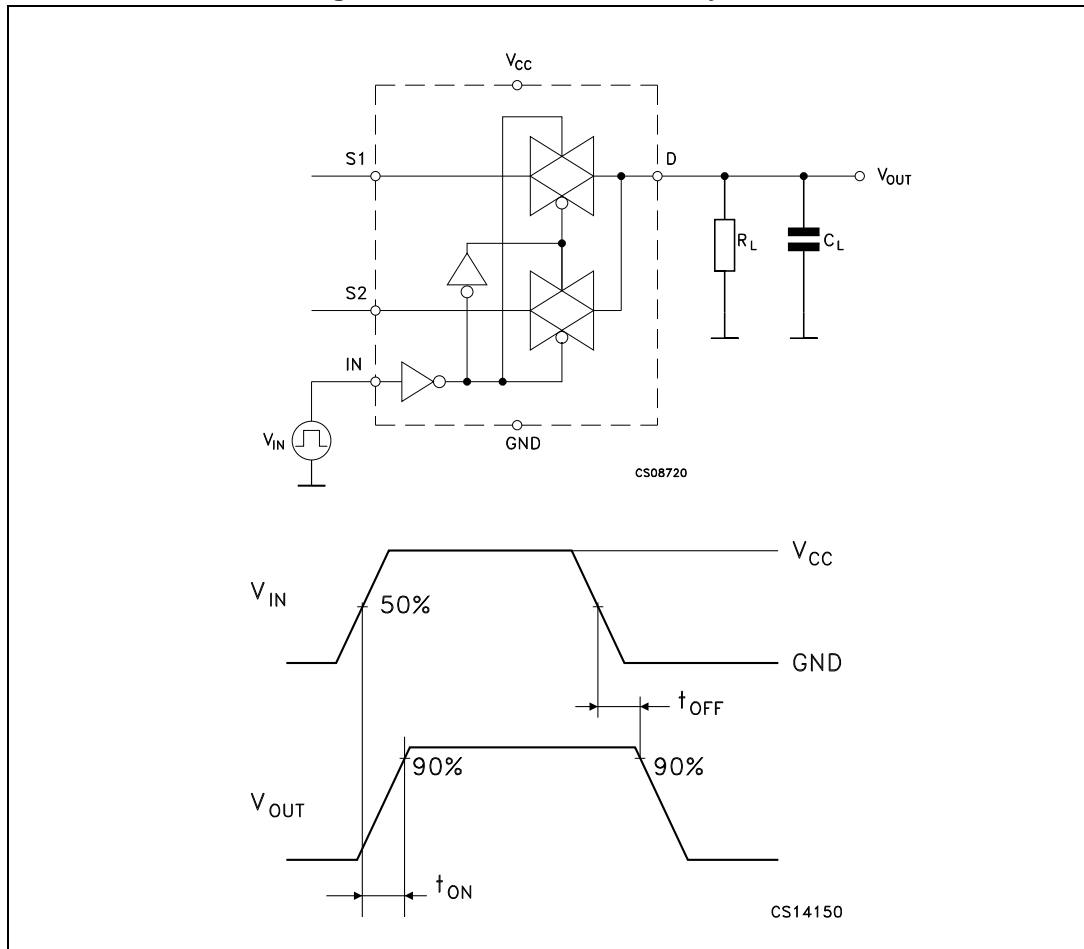 VCC
S1
D
VOUT
RL
CL
S2
IN
VIN
GND
CS08720
VCC
VIN
50%
GND
tOFF
90%
90%
VOUT
tON
CS14150